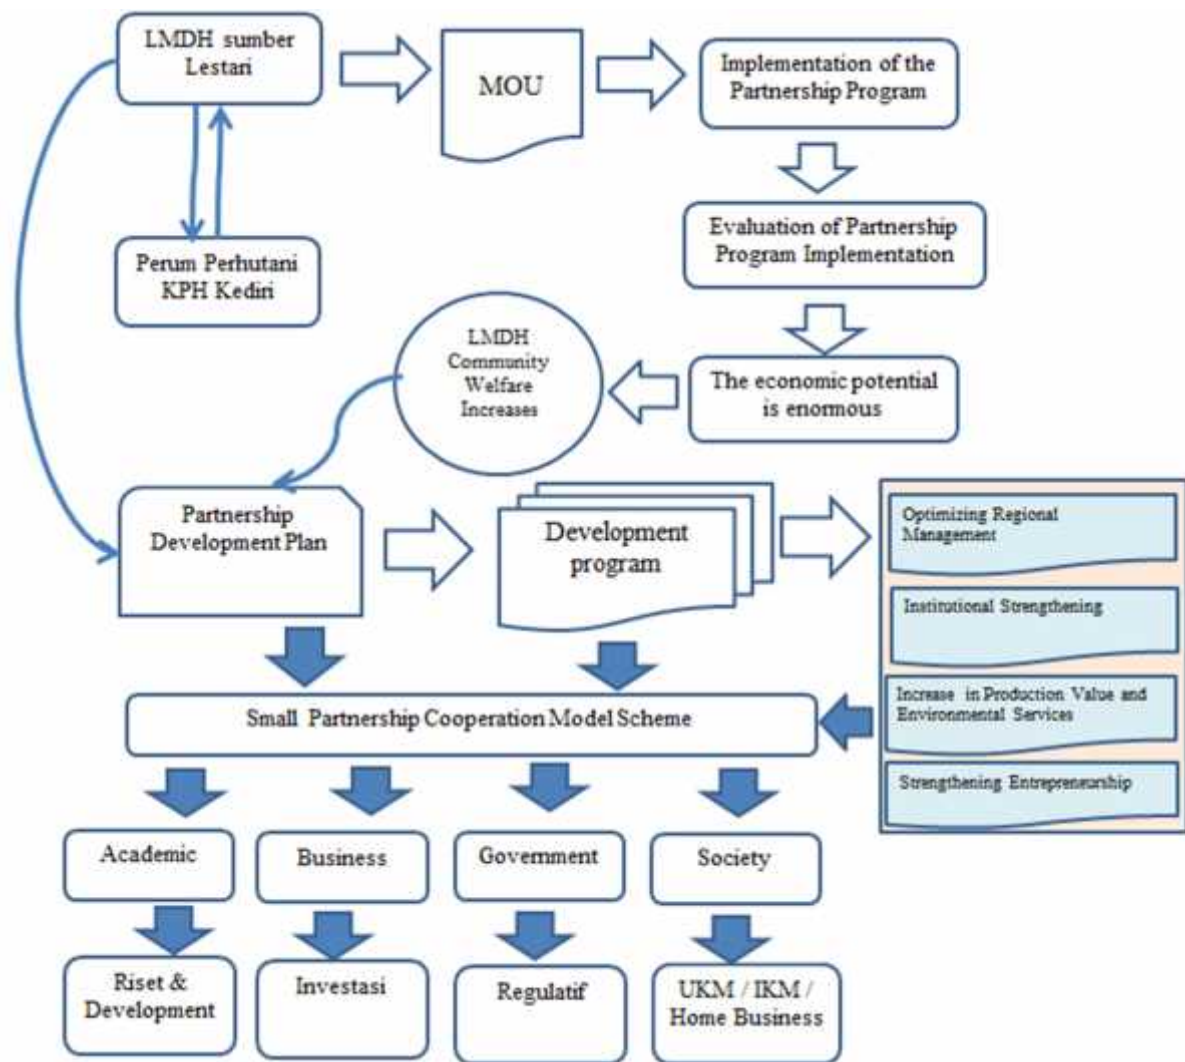 LMDH sumber
Lestari
MOU
Implementation of the
Partnership Program
Perum Perhutani
KPH Kediri
Evaluation of Partnership
Program Implementation
LMDH
Community
Welfare
Increases
The economic potential
is enormous
Partnership
Development Plan
Development
program
Optimizing Regional
Management
Institutional Strengthening
Increase in Production Value and
Environmental Services
Strengthening Entrepreneurship
Small Partnership Cooperation Model Scheme
Academic
Business
Government
Society
Riset &
Development
Investasi
Regulatif
UKM / IKM /
Home Business